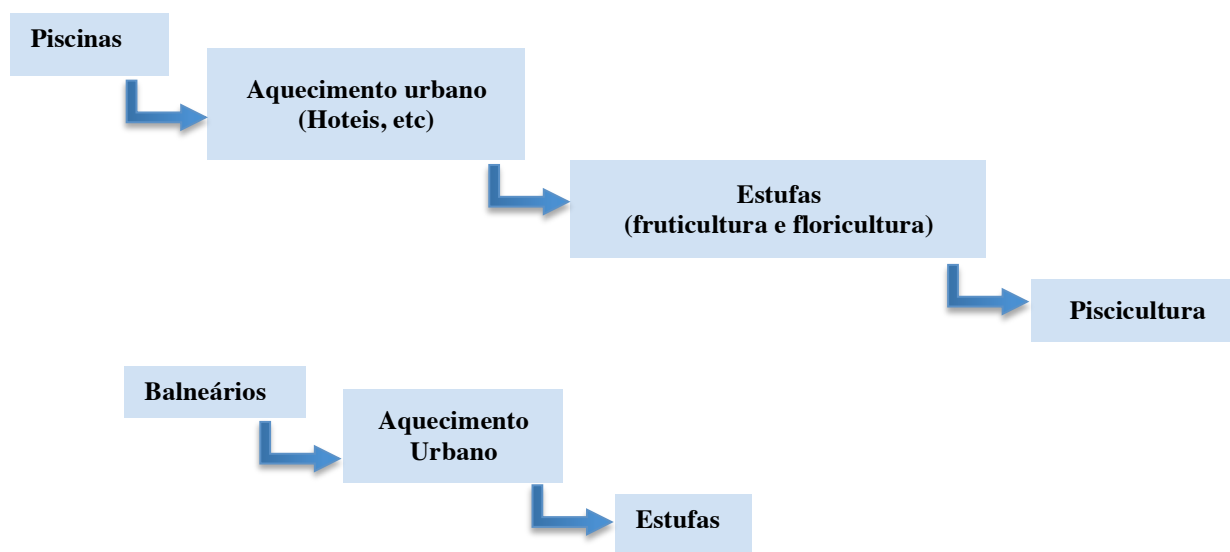 Piscinas
Aquecimento urbano
(Hoteis, etc)
Estufas
(fruticultura e floricultura)
Piscicultura
Balneários
Aquecimento
Urbano
Estufas